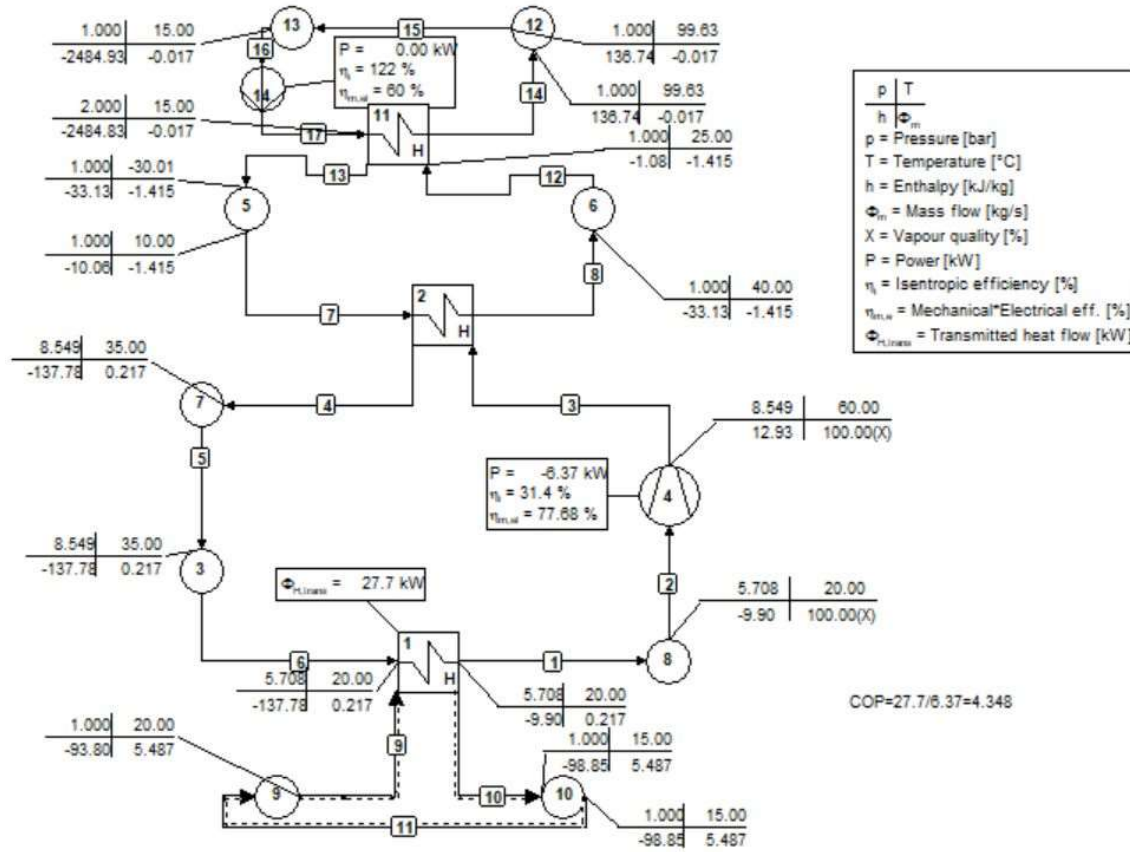 1.000 15.00
-2484.93 -0.017
13
15
12
1.000 99.63
136.74 -0.017
16
P = 0.00 kW
ηi = 122 %
ηm,el = 60 %
14
14
1.000 99.63
136.74 -0.017
2.000 15.00
-2484.83 -0.017
17
11
H
1.000 25.00
-1.08 -1.415
13
12
1.000 -30.01
-33.13 -1.415
5
6
1.000 10.00
-10.06 -1.415
8
1.000 40.00
-33.13 -1.415
7
2
H
8.549 35.00
-137.78 0.217
7
4
3
8.549 60.00
12.93 100.00(X)
5
P = -6.37 kW
ηi = 31.4 %
ηm,el = 77.68 %
4
8.549 35.00
-137.78 0.217
3
2
ΦH,trans = 27.7 kW
5.708 20.00
-9.90 100.00(X)
6
1
H
1
8
5.708 20.00
-137.78 0.217
5.708 20.00
-9.90 0.217
COP=27.7/6.37=4.348
1.000 20.00
-93.80 5.487
9
1.000 15.00
-98.85 5.487
9
10
10
11
1.000 15.00
-98.85 5.487
p T
h Φm
p = Pressure [bar]
T = Temperature [°C]
h = Enthalpy [kJ/kg]
Φm = Mass flow [kg/s]
X = Vapour quality [%]
P = Power [kW]
ηi = Isentropic efficiency [%]
ηm,el = Mechanical*Electrical eff. [%]
ΦH,trans = Transmitted heat flow [kW]